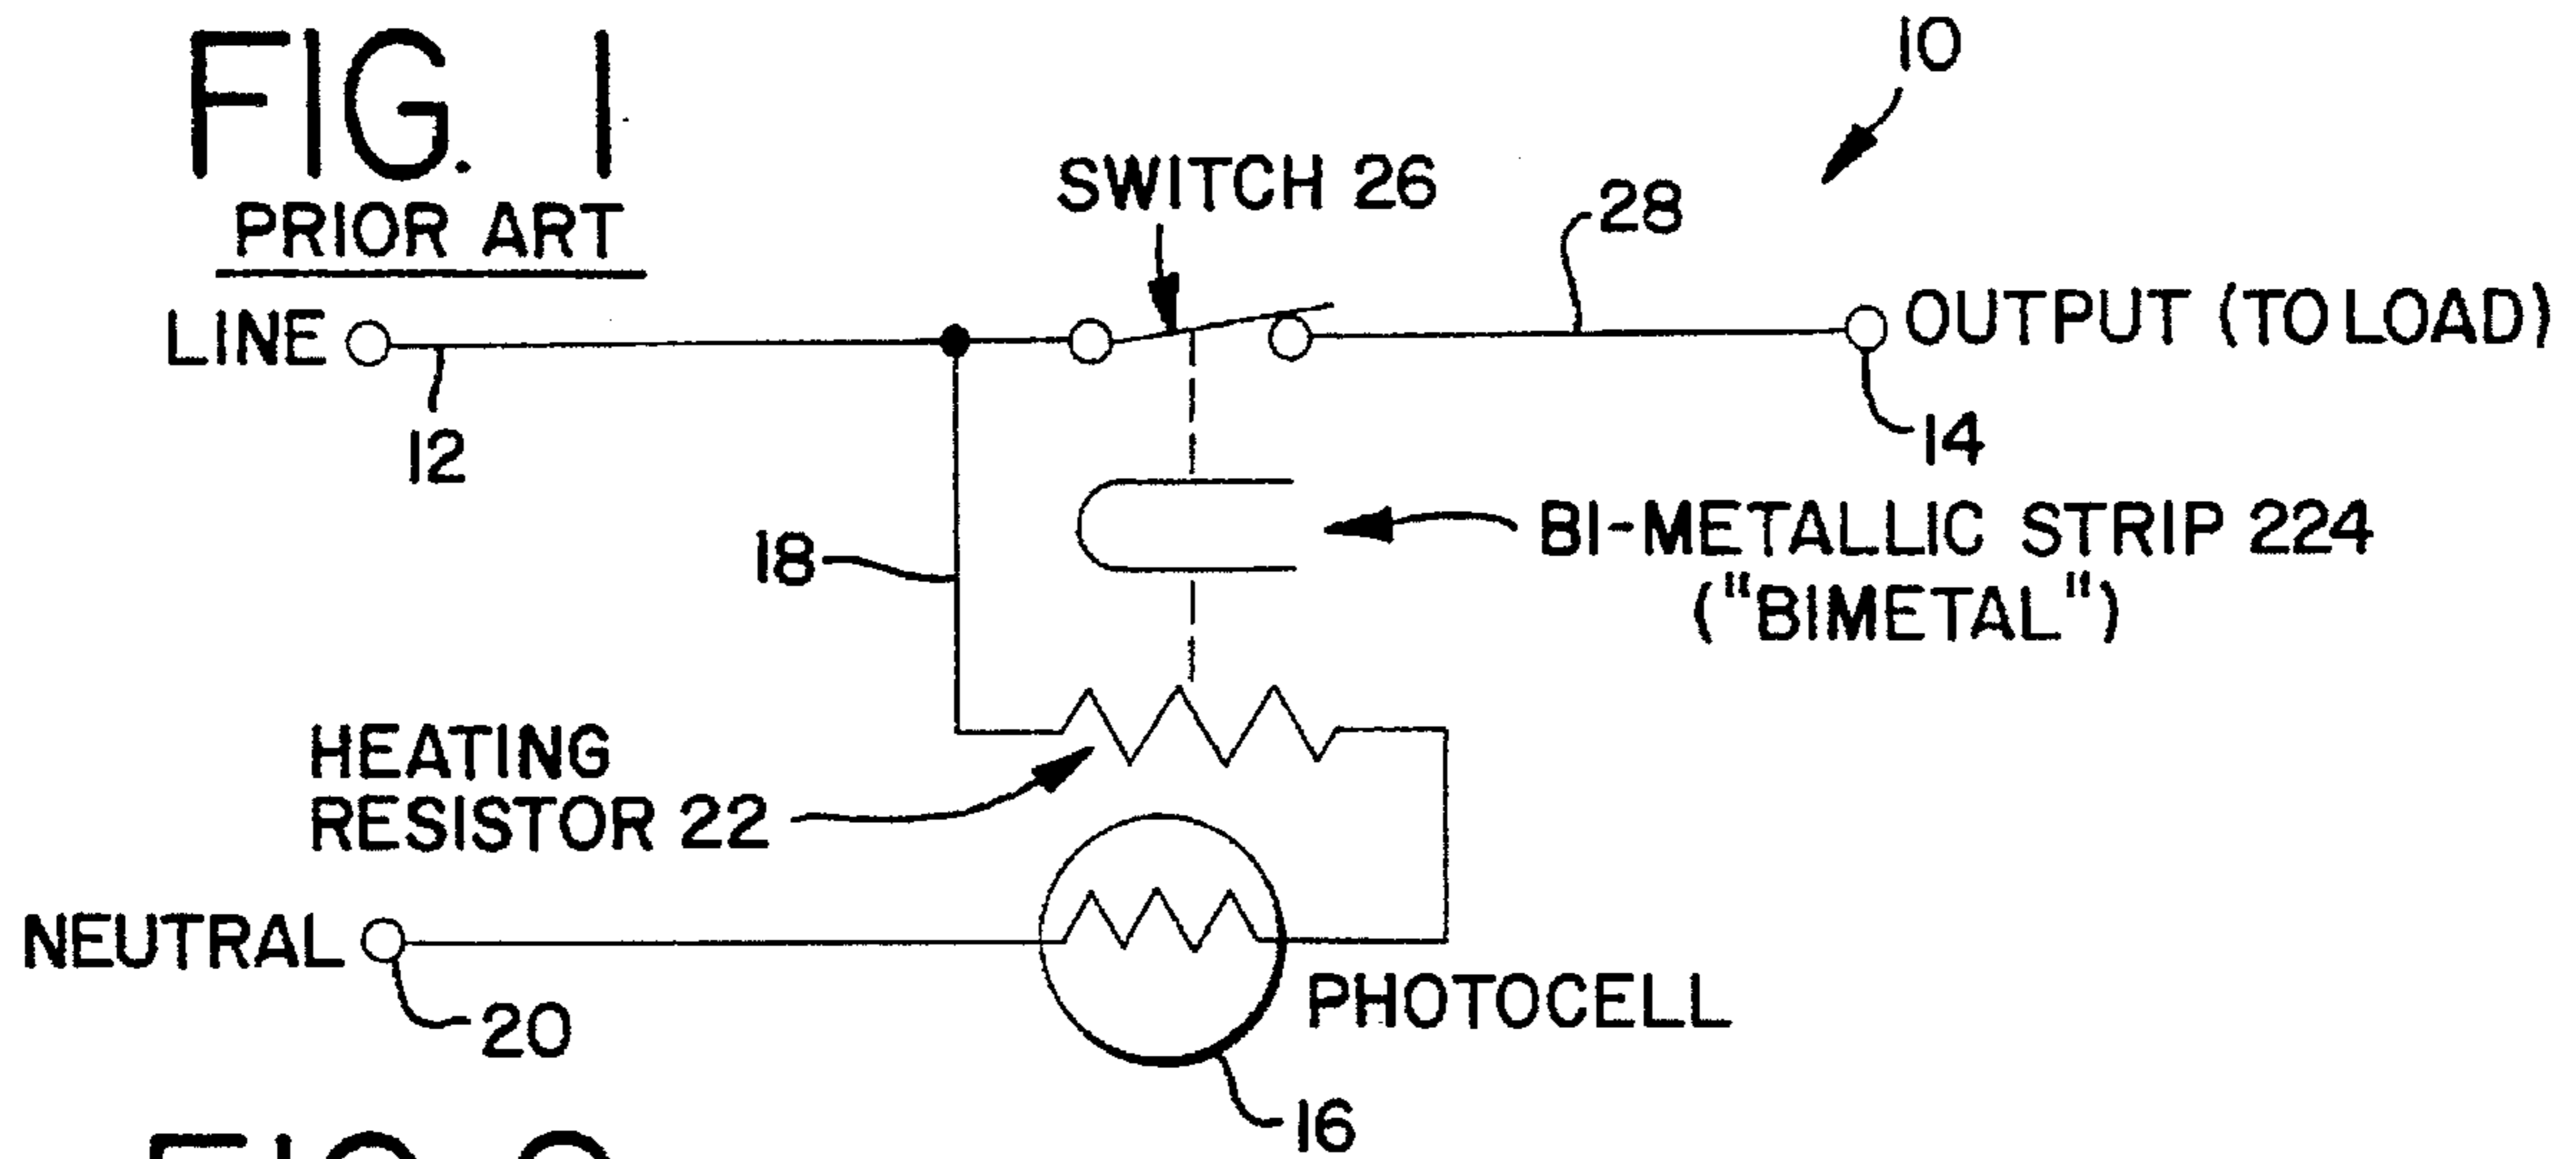 FIG. 1
PRIOR ART
10
SWITCH 26
28
LINE
OUTPUT (TO LOAD)
12
14
BI-METALLIC STRIP 224
("BIMETAL")
18
HEATING
RESISTOR 22
NEUTRAL
PHOTOCELL
20
16